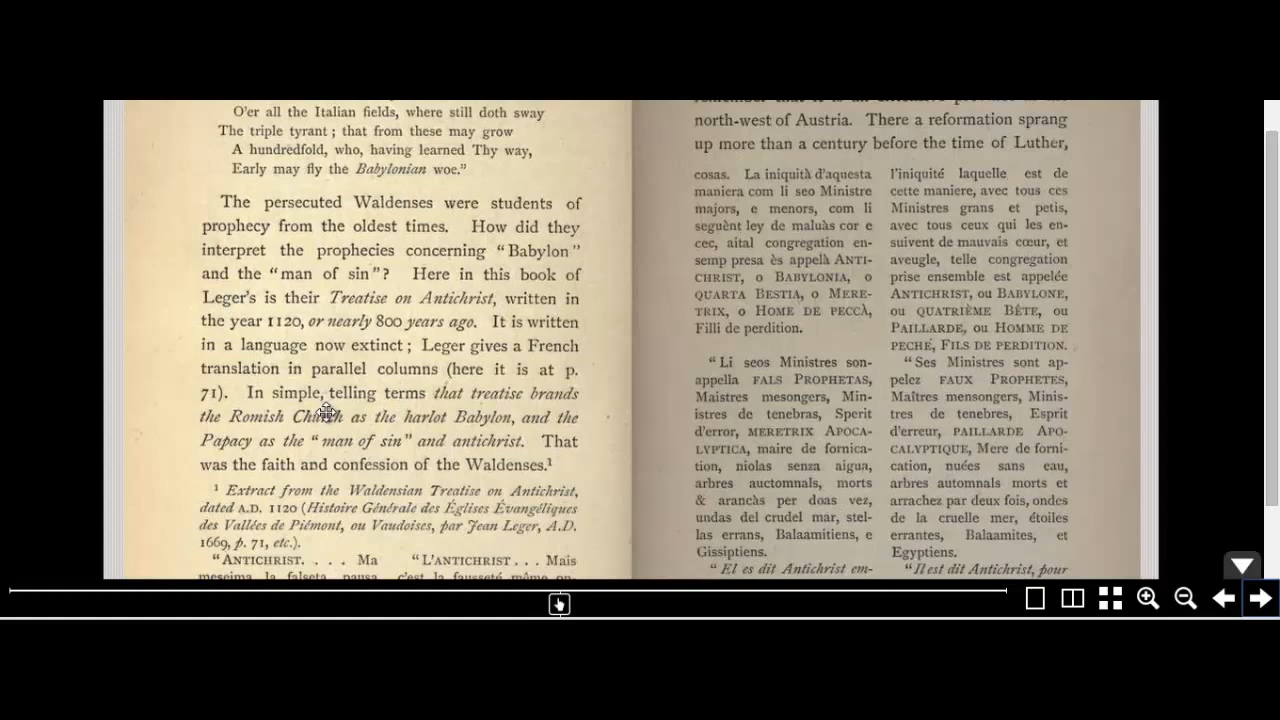 O'er all the Italian fields, where still doth sway
The triple tyrant; that from these may grow
A hundredfold, who, having learned Thy way,
Early may fly the Babylonian woe."
The persecuted Waldenses were students of
prophecy from the oldest times. How did they
interpret the prophecies concerning "Babylon"
and the "man of sin"? Here in this book of
Leger's is their Treatise on Antichrist, written in
the year 1120, or nearly 800 years ago. It is written
in a language now extinct; Leger gives a French
translation in parallel columns (here it is at p.
71). In simple, telling terms that treatise brands
the Romish Church as the harlot Babylon, and the
Papacy as the "man of sin" and antichrist. That
was the faith and confession of the Waldenses.¹
¹ Extract from the Waldensian Treatise on Antichrist,
dated A.D. 1120 (Histoire Générale des Églises Évangéliques
des Vallées de Piémont, ou Vaudoises, par Jean Leger, A.D.
1669, p. 71, etc.).
"ANTICHRIST. . . . Ma
meseima la falseta pausa
"L'ANTICHRIST . . . Mais
c'est la fausseté même
north-west of Austria. There a reformation sprang
up more than a century before the time of Luther,
cosas. La iniquità d'aquesta
maniera com li seo Ministre
majors, e menors, com li
seguènt ley de maluàs cor e
cec, aital congregation en-
semp presa ès appelà ANTI-
CHRIST, o BABYLONIA, o
QUARTA BESTIA, o MERE-
TRIX, o HOME DE PECCÀ,
Filli de perdition.
"Li seos Ministres son-
appella FALS PROPHETAS,
Maistres mesongers, Min-
istres de tenebras, Sperit
d'error, MERETRIX APOCA-
LYPTICA, maire de fornica-
tion, niolas senza aigua,
arbres auctomnals, morts
& arancàs per doas vez,
undas del crudel mar, stel-
las errans, Balaamitiens, e
Gissiptiens.
"El es dit Antichrist em-
l'iniquité laquelle est de
cette maniere, avec tous ces
Ministres grans et petis,
avec tous ceux qui les en-
suivent de mauvais cœur, et
aveugle, telle congregation
prise ensemble est appelée
ANTICHRIST, ou BABYLONE,
ou QUATRIÈME BÊTE, ou
PAILLARDE, ou HOMME DE
PECHÉ, FILS DE PERDITION.
"Ses Ministres sont ap-
pelez FAUX PROPHETES,
Maîtres mensongers, Minis-
tres de tenebres, Esprit
d'erreur, PAILLARDE APO-
CALYPTIQUE, Mere de forni-
cation, nuées sans eau,
arbres automnals morts et
arrachez par deux fois, ondes
de la cruelle mer, étoiles
errantes, Balaamites, et
Egyptiens.
"Il est dit Antichrist, pour